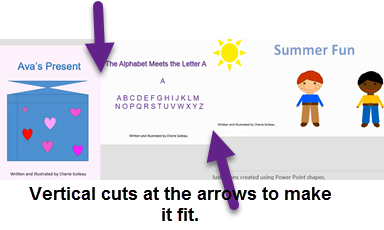 Ava's Present
Written and Illustrated by Cherie Soileau
The Alphabet Meets the Letter A
A
ABCDEFGHIJKLM
NOPQRSTUVWXYZ
Written and Illustrated by Cherie Soileau
Summer Fun
Written and Illustrated by Cherie Soileau
created using Power Point shapes.
Vertical cuts at the arrows to make
it fit.